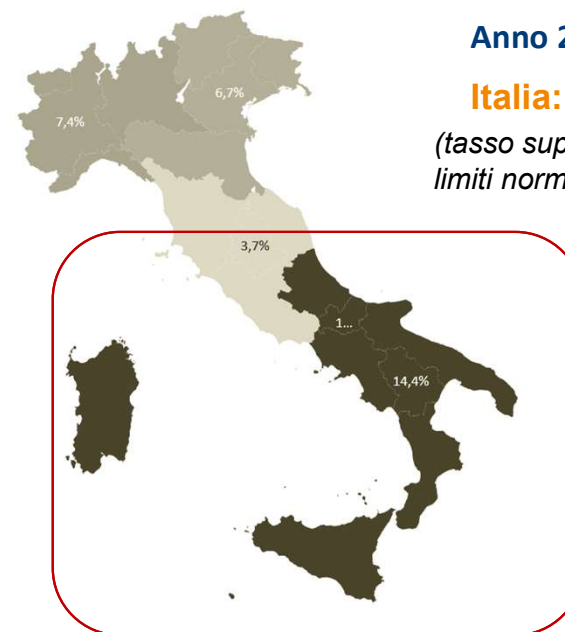 Anno 2
6,7%
Italia:
7,4%
(tasso sup
limiti norm
3,7%
1...
14,4%